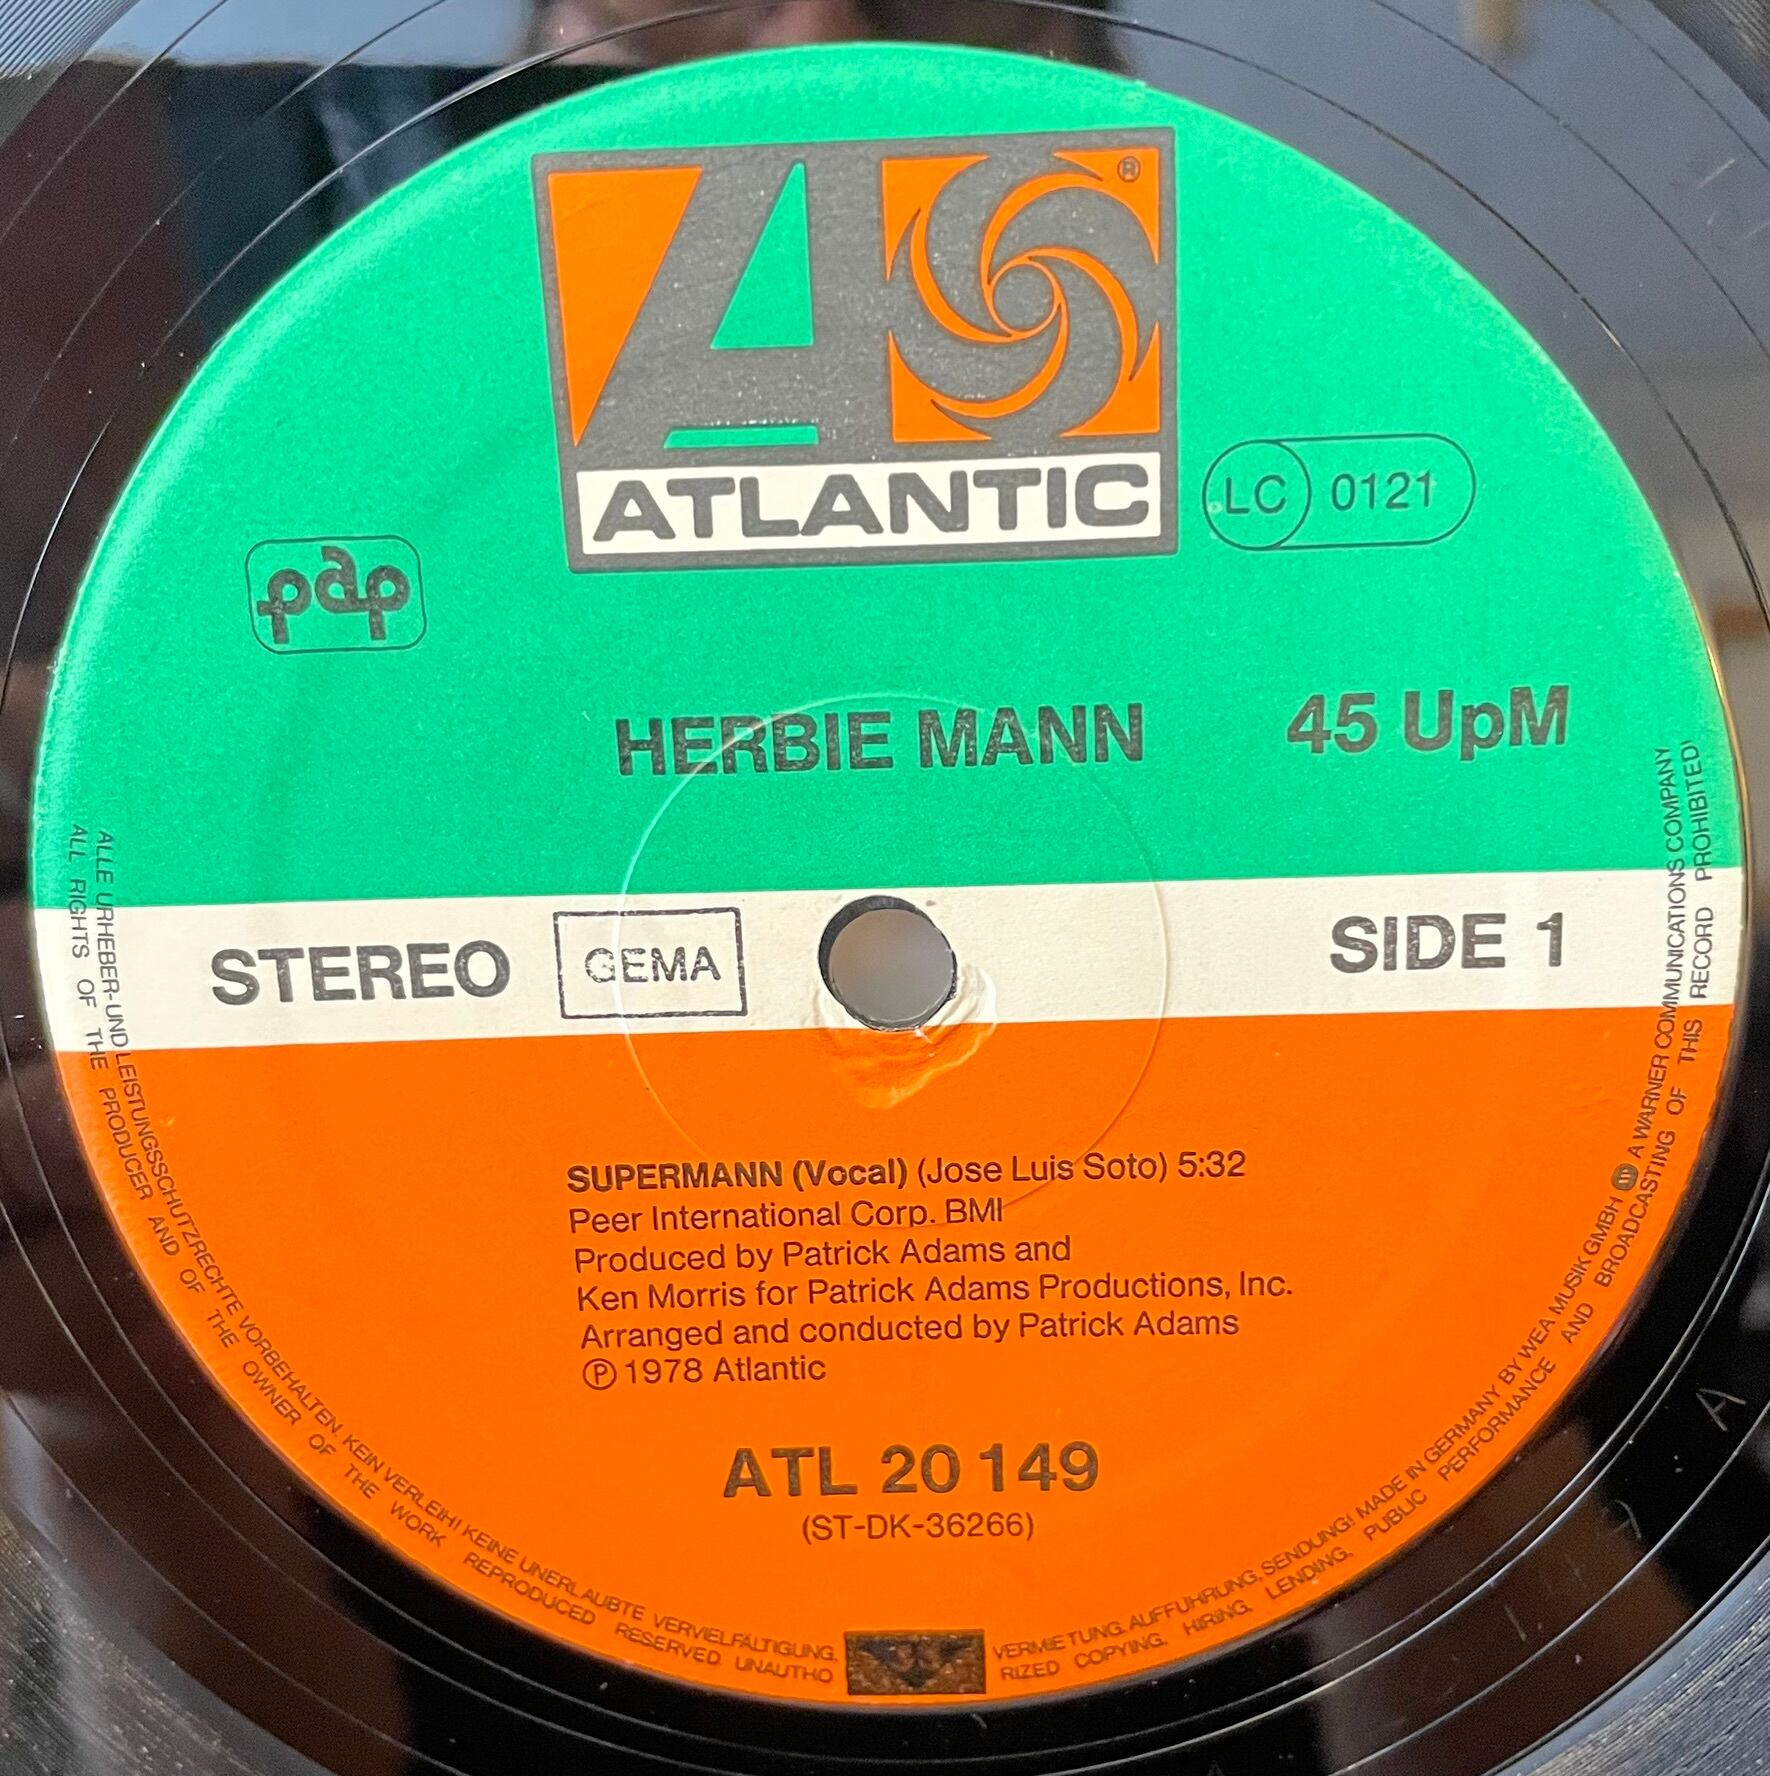 ®
ATLANTIC
LC 0121
pap
HERBIE MANN
45 UpM
STEREO
GEMA
SIDE 1
SUPERMANN (Vocal) (Jose Luis Soto) 5:32
Peer International Corp. BMI
Produced by Patrick Adams and
Ken Morris for Patrick Adams Productions, Inc.
Arranged and conducted by Patrick Adams
℗ 1978 Atlantic
ATL 20 149
(ST-DK-36266)
ALLE URHEBER-UND LEISTUNGSSCHUTZRECHTE VORBEHALTEN. KEIN VERLEIH! KEINE UNERLAUBTE VERVIELFÄLTIGUNG, VERMIETUNG, AUFFÜHRUNG, SENDUNG! MADE IN GERMANY BY WEA MUSIK GMBH A WARNER COMMUNICATIONS COMPANY
ALL RIGHTS OF THE PRODUCER AND OF THE OWNER OF THE WORK REPRODUCED RESERVED. UNAUTHO RIZED COPYING. HIRING. LENDING. PUBLIC PERFORMANCE AND BROADCASTING OF THIS RECORD PROHIBITED!
A